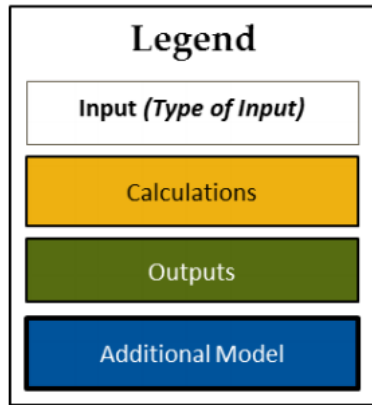 Legend
Input (Type of Input)
Calculations
Outputs
Additional Model